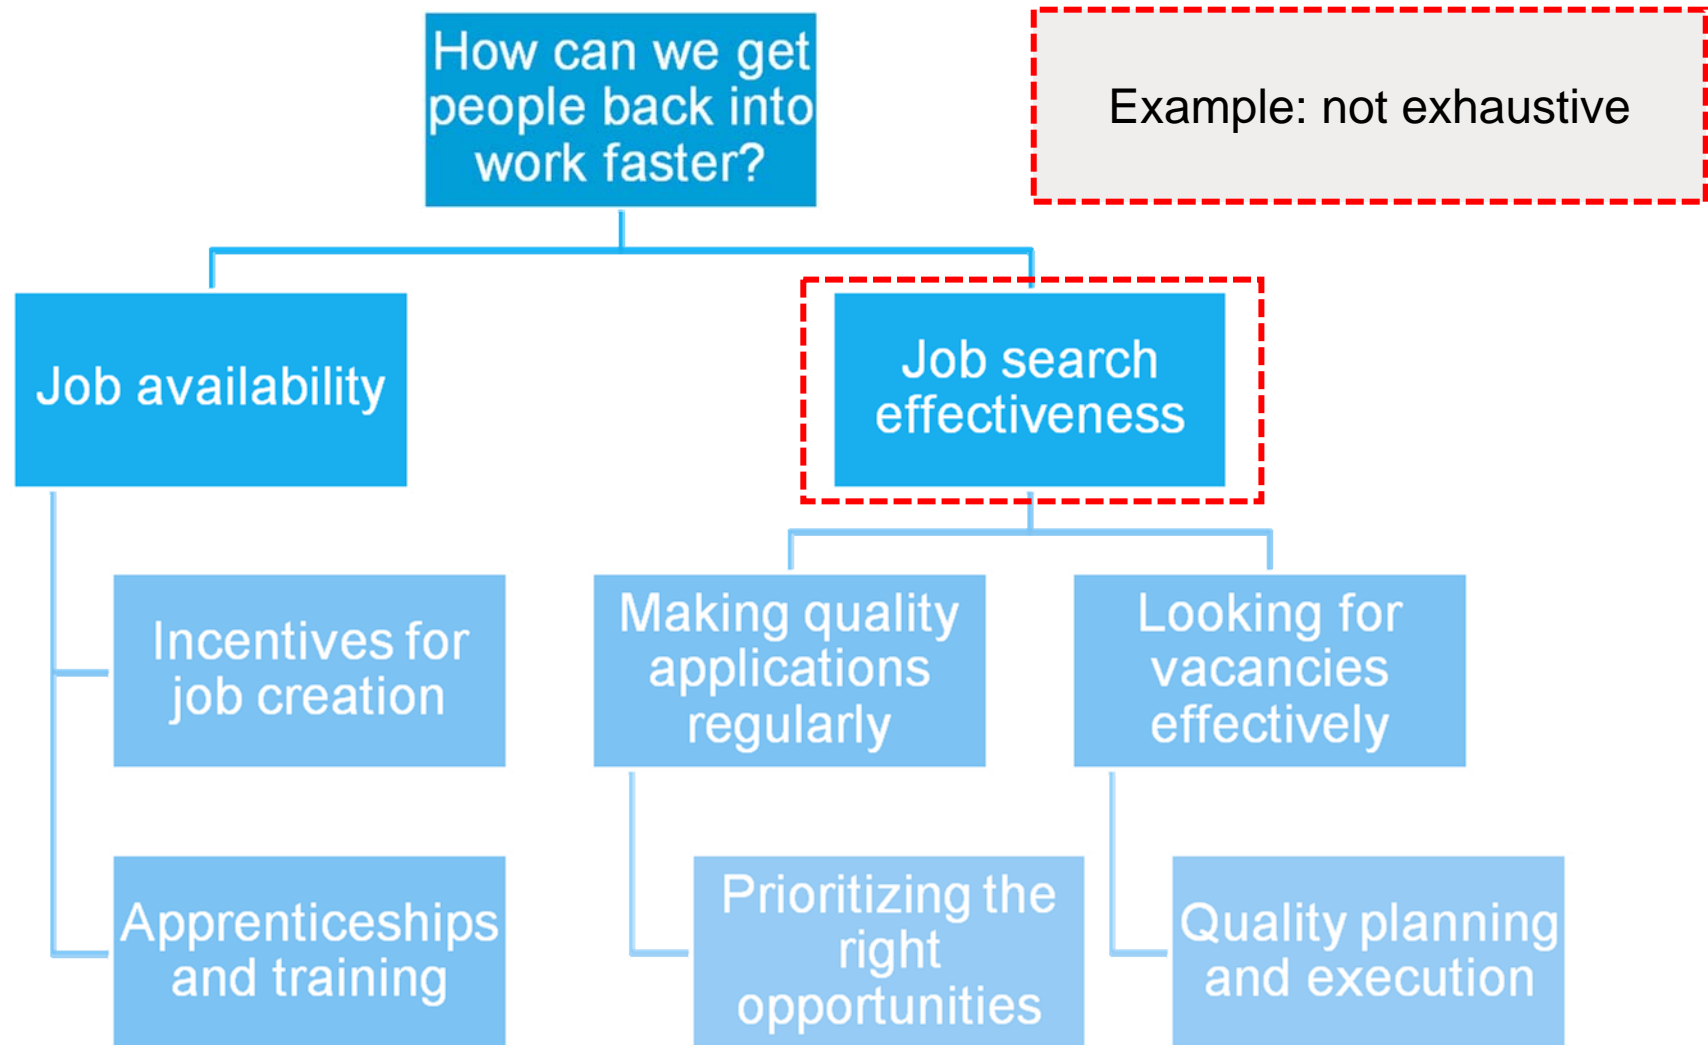 How can we get
people back into
work faster?
Example: not exhaustive
Job availability
Job search
effectiveness
Incentives for
job creation
Making quality
applications
regularly
Looking for
vacancies
effectively
Apprenticeships
and training
Prioritizing the
right
opportunities
Quality planning
and execution